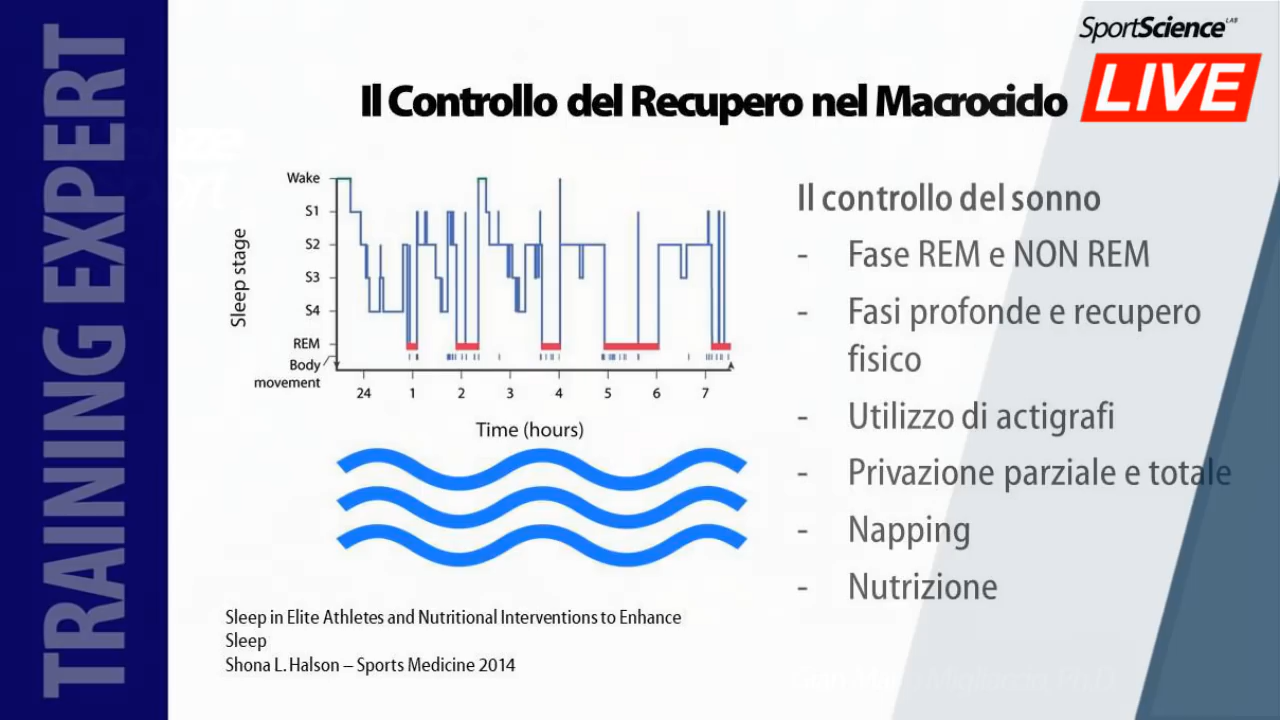 TRAINING EXPERT
SportScience LAB
LIVE
Il Controllo del Recupero nel Macrociclo
Sleep stage
Wake
S1
S2
S3
S4
REM
Body
movement
24 1 2 3 4 5 6 7
Time (hours)
Il controllo del sonno
- Fase REM e NON REM
- Fasi profonde e recupero
fisico
- Utilizzo di actigrafi
- Privazione parziale e totale
- Napping
- Nutrizione
Sleep in Elite Athletes and Nutritional Interventions to Enhance
Sleep
Shona L. Halson – Sports Medicine 2014